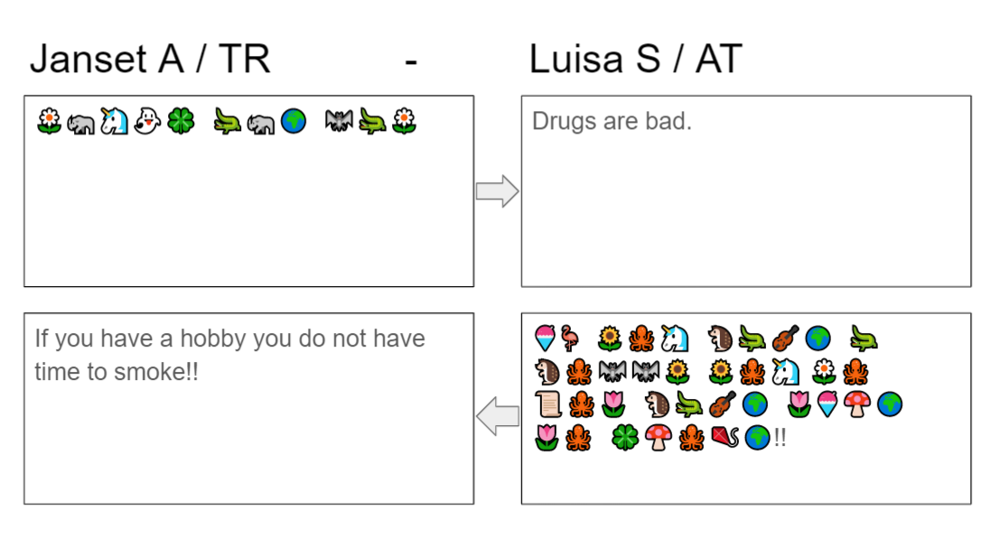 Janset A / TR - Luisa S / AT
🌼🐘🦄👻🍀 🐊🐘🌍 🦇🐊🌼
Drugs are bad.
If you have a hobby you do not have
time to smoke!!
🍧🦩 🌻🐙🦄 🦔🐊🎻🌍 🐊
🦔🐙🦇🦇🌻 🌻🐙🦄 🌼🐙
📜🐙🌷 🦔🐊🎻🌍 🌷🍧🍄🌍
🌷🐙 🍀🍄🐙🪁🌍!!